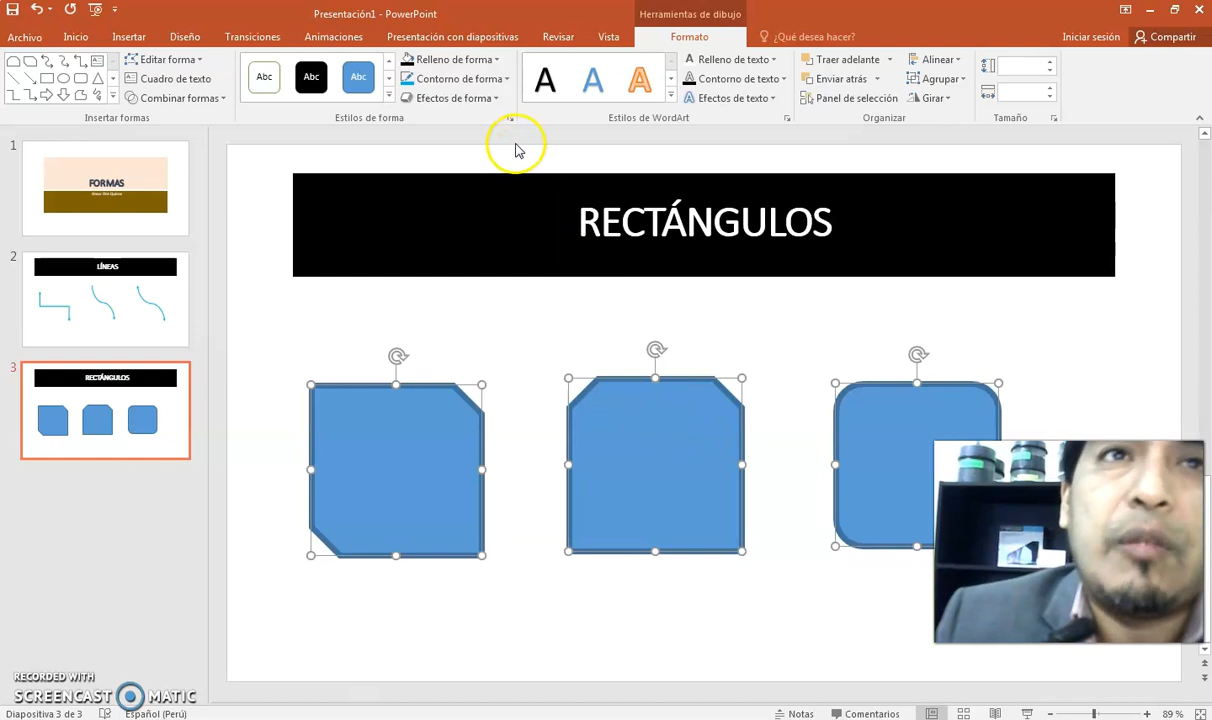 Presentación1 - PowerPoint
Herramientas de dibujo
Archivo
Inicio
Insertar
Diseño
Transiciones
Animaciones
Presentación con diapositivas
Revisar
Vista
Formato
¿Qué desea hacer?
Iniciar sesión
Compartir
Editar forma
Cuadro de texto
Combinar formas
Insertar formas
Abc
Abc
Abc
Relleno de forma
Contorno de forma
Efectos de forma
Estilos de forma
A
A
A
Relleno de texto
Contorno de texto
Efectos de texto
Estilos de WordArt
Traer adelante
Enviar atrás
Panel de selección
Alinear
Agrupar
Girar
Organizar
Tamaño
1
FORMAS
2
LÍNEAS
3
RECTÁNGULOS
RECTÁNGULOS
RECORDED WITH
SCREENCAST MATIC
Diapositiva 3 de 3
Español (Perú)
Notas
Comentarios
89 %